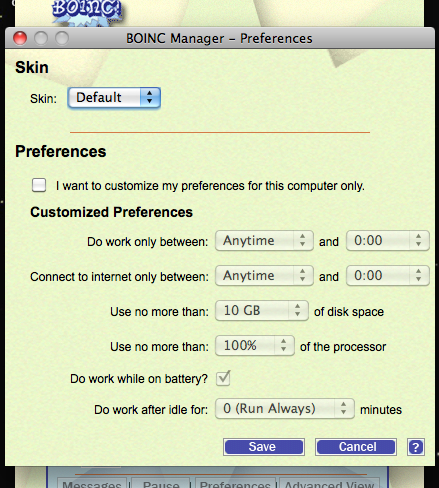 BOINC!
BOINC Manager – Preferences
Skin
Skin: Default
Preferences
I want to customize my preferences for this computer only.
Customized Preferences
Do work only between: Anytime and 0:00
Connect to internet only between: Anytime and 0:00
Use no more than: 10 GB of disk space
Use no more than: 100% of the processor
Do work while on battery?
Do work after idle for: 0 (Run Always) minutes
Save Cancel ?
Messages Pause Preferences Advanced View